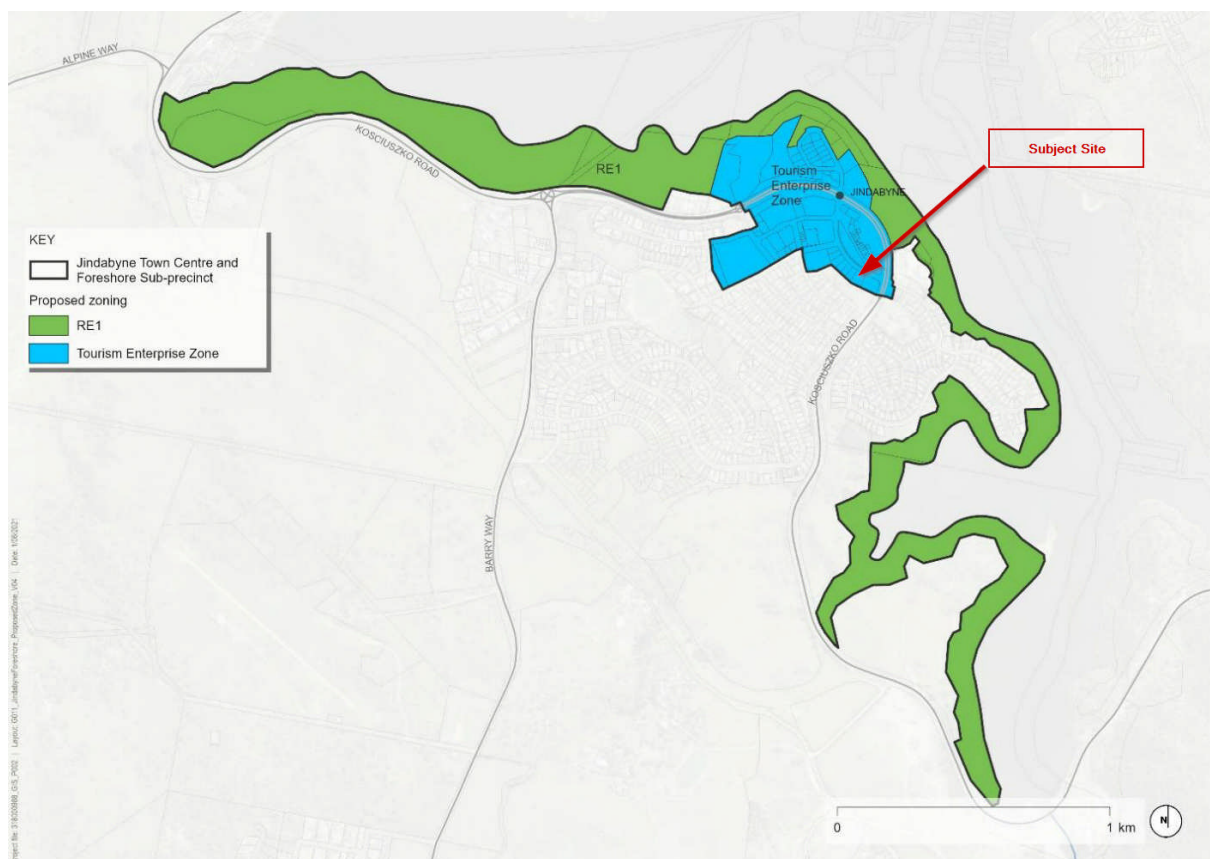 ALPINE WAY
KOSCIUSZKO ROAD
RE1
Tourism
Enterprise
Zone
JINDABYNE
Subject Site
KEY
Jindabyne Town Centre and
Foreshore Sub-precinct
Proposed zoning
RE1
Tourism Enterprise Zone
KOSCIUSZKO ROAD
BARRY WAY
0
1 km
N